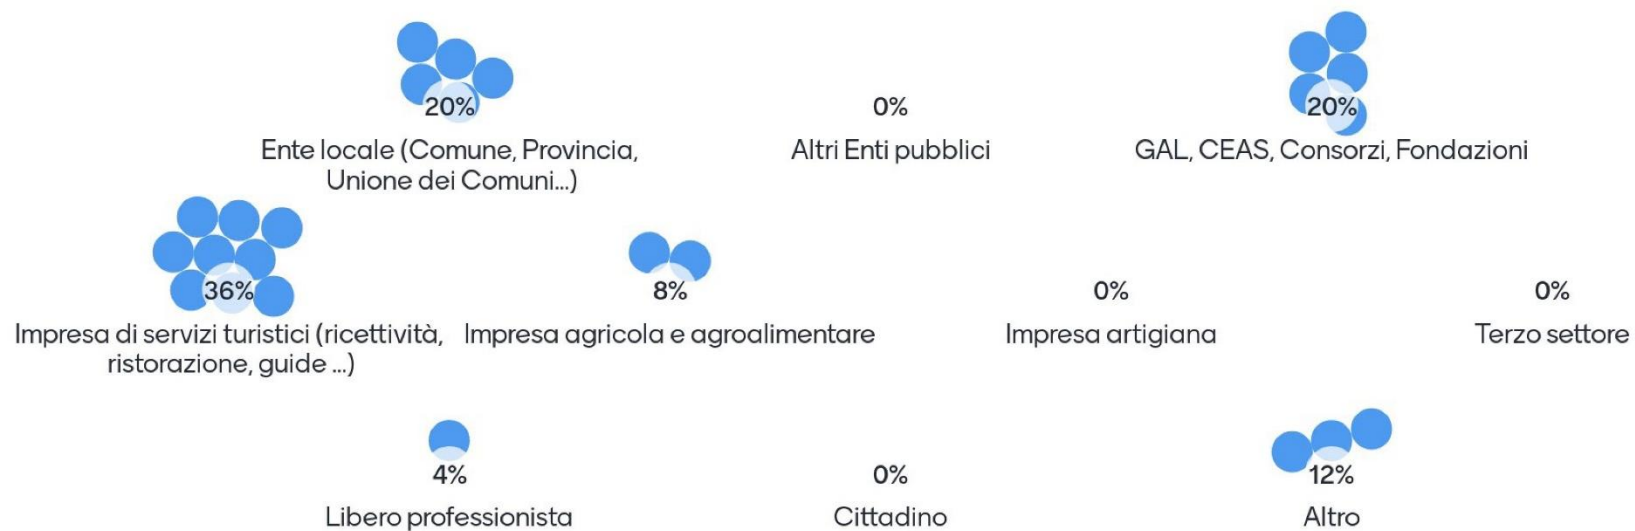 20%
Ente locale (Comune, Provincia,
Unione dei Comuni...)
0%
Altri Enti pubblici
20%
GAL, CEAS, Consorzi, Fondazioni
36%
Impresa di servizi turistici (ricettività,
ristorazione, guide ...)
8%
Impresa agricola e agroalimentare
0%
Impresa artigiana
0%
Terzo settore
4%
Libero professionista
0%
Cittadino
12%
Altro